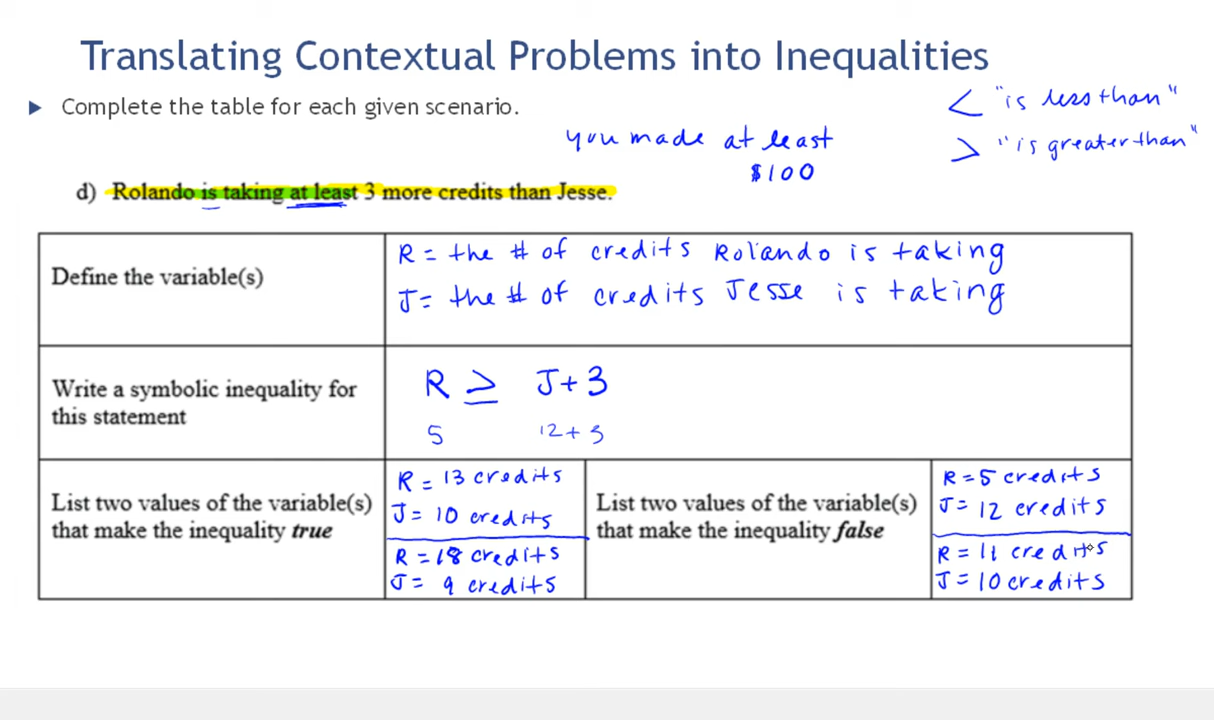 Translating Contextual Problems into Inequalities
Complete the table for each given scenario.
< "is less than"
> "is greater than"
you made at least
$100
d) Rolando is taking at least 3 more credits than Jesse.
Define the variable(s)
R = the # of credits Rolando is taking
J = the # of credits Jesse is taking
Write a symbolic inequality for
this statement
R ≥ J + 3
5 12 + 3
List two values of the variable(s)
that make the inequality true
R = 13 credits
J = 10 credits
R = 18 credits
J = 9 credits
List two values of the variable(s)
that make the inequality false
R = 5 credits
J = 12 credits
R = 11 credits
J = 10 credits